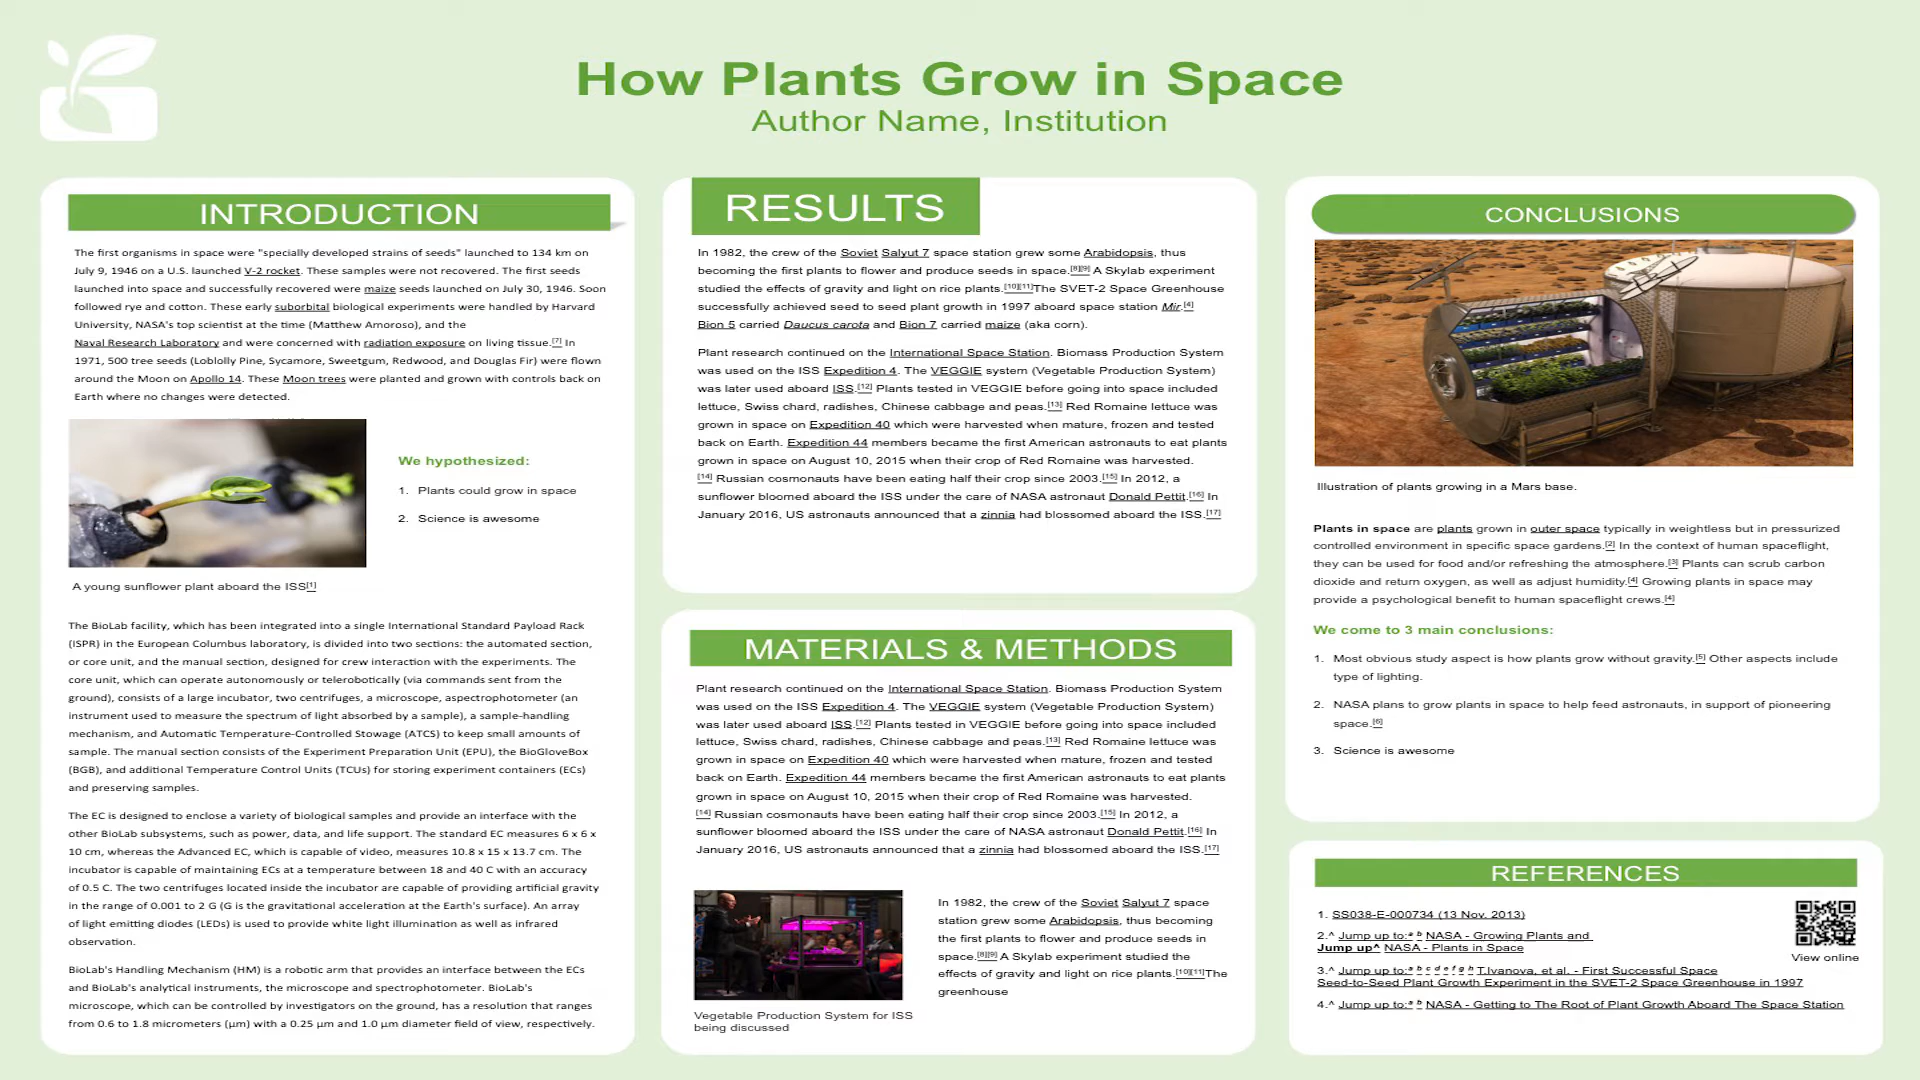 How Plants Grow in Space
Author Name, Institution
INTRODUCTION
The first organisms in space were "specially developed strains of seeds" launched to 134 km on
July 9, 1946 on a U.S. launched V-2 rocket. These samples were not recovered. The first seeds
launched into space and successfully recovered were maize seeds launched on July 30, 1946. Soon
followed rye and cotton. These early suborbital biological experiments were handled by Harvard
University, NASA's top scientist at the time (Matthew Amoroso), and the
Naval Research Laboratory and were concerned with radiation exposure on living tissue.[7] In
1971, 500 tree seeds (Loblolly Pine, Sycamore, Sweetgum, Redwood, and Douglas Fir) were flown
around the Moon on Apollo 14. These Moon trees were planted and grown with controls back on
Earth where no changes were detected.
We hypothesized:
1. Plants could grow in space
2. Science is awesome
A young sunflower plant aboard the ISS[1]
The BioLab facility, which has been integrated into a single International Standard Payload Rack
(ISPR) in the European Columbus laboratory, is divided into two sections: the automated section,
or core unit, and the manual section, designed for crew interaction with the experiments. The
core unit, which can operate autonomously or telerobotically (via commands sent from the
ground), consists of a large incubator, two centrifuges, a microscope, aspectrophotometer (an
instrument used to measure the spectrum of light absorbed by a sample), a sample-handling
mechanism, and Automatic Temperature-Controlled Stowage (ATCS) to keep small amounts of
sample. The manual section consists of the Experiment Preparation Unit (EPU), the BioGloveBox
(BGB), and additional Temperature Control Units (TCUs) for storing experiment containers (ECs)
and preserving samples.
The EC is designed to enclose a variety of biological samples and provide an interface with the
other BioLab subsystems, such as power, data, and life support. The standard EC measures 6 x 6 x
10 cm, whereas the Advanced EC, which is capable of video, measures 10.8 x 15 x 13.7 cm. The
incubator is capable of maintaining ECs at a temperature between 18 and 40 C with an accuracy
of 0.5 C. The two centrifuges located inside the incubator are capable of providing artificial gravity
in the range of 0.001 to 2 G (G is the gravitational acceleration at the Earth's surface). An array
of light emitting diodes (LEDs) is used to provide white light illumination as well as infrared
observation.
BioLab's Handling Mechanism (HM) is a robotic arm that provides an interface between the ECs
and BioLab's analytical instruments, the microscope and spectrophotometer. BioLab's
microscope, which can be controlled by investigators on the ground, has a resolution that ranges
from 0.6 to 1.8 micrometers (µm) with a 0.25 µm and 1.0 µm diameter field of view, respectively.
RESULTS
In 1982, the crew of the Soviet Salyut 7 space station grew some Arabidopsis, thus
becoming the first plants to flower and produce seeds in space.[8][9] A Skylab experiment
studied the effects of gravity and light on rice plants.[10][11]The SVET-2 Space Greenhouse
successfully achieved seed to seed plant growth in 1997 aboard space station Mir.[4]
Bion 5 carried Daucus carota and Bion 7 carried maize (aka corn).
Plant research continued on the International Space Station. Biomass Production System
was used on the ISS Expedition 4. The VEGGIE system (Vegetable Production System)
was later used aboard ISS.[12] Plants tested in VEGGIE before going into space included
lettuce, Swiss chard, radishes, Chinese cabbage and peas.[13] Red Romaine lettuce was
grown in space on Expedition 40 which were harvested when mature, frozen and tested
back on Earth. Expedition 44 members became the first American astronauts to eat plants
grown in space on August 10, 2015 when their crop of Red Romaine was harvested.
[14] Russian cosmonauts have been eating half their crop since 2003.[15] In 2012, a
sunflower bloomed aboard the ISS under the care of NASA astronaut Donald Pettit.[16] In
January 2016, US astronauts announced that a zinnia had blossomed aboard the ISS.[17]
MATERIALS & METHODS
Plant research continued on the International Space Station. Biomass Production System
was used on the ISS Expedition 4. The VEGGIE system (Vegetable Production System)
was later used aboard ISS.[12] Plants tested in VEGGIE before going into space included
lettuce, Swiss chard, radishes, Chinese cabbage and peas.[13] Red Romaine lettuce was
grown in space on Expedition 40 which were harvested when mature, frozen and tested
back on Earth. Expedition 44 members became the first American astronauts to eat plants
grown in space on August 10, 2015 when their crop of Red Romaine was harvested.
[14] Russian cosmonauts have been eating half their crop since 2003.[15] In 2012, a
sunflower bloomed aboard the ISS under the care of NASA astronaut Donald Pettit.[16] In
January 2016, US astronauts announced that a zinnia had blossomed aboard the ISS.[17]
In 1982, the crew of the Soviet Salyut 7 space
station grew some Arabidopsis, thus becoming
the first plants to flower and produce seeds in
space.[8][9] A Skylab experiment studied the
effects of gravity and light on rice plants.[10][11]The
greenhouse
Vegetable Production System for ISS
being discussed
CONCLUSIONS
Illustration of plants growing in a Mars base.
Plants in space are plants grown in outer space typically in weightless but in pressurized
controlled environment in specific space gardens.[2] In the context of human spaceflight,
they can be used for food and/or refreshing the atmosphere.[3] Plants can scrub carbon
dioxide and return oxygen, as well as adjust humidity.[4] Growing plants in space may
provide a psychological benefit to human spaceflight crews.[4]
We come to 3 main conclusions:
1. Most obvious study aspect is how plants grow without gravity.[5] Other aspects include
type of lighting.
2. NASA plans to grow plants in space to help feed astronauts, in support of pioneering
space.[6]
3. Science is awesome
REFERENCES
1. SS038-E-000734 (13 Nov. 2013)
2.^ Jump up to:a b NASA - Growing Plants and
Jump up^ NASA - Plants in Space
3.^ Jump up to:a b c d e f g h T.Ivanova, et al. - First Successful Space
Seed-to-Seed Plant Growth Experiment in the SVET-2 Space Greenhouse in 1997
4.^ Jump up to:a b NASA - Getting to The Root of Plant Growth Aboard The Space Station
View online